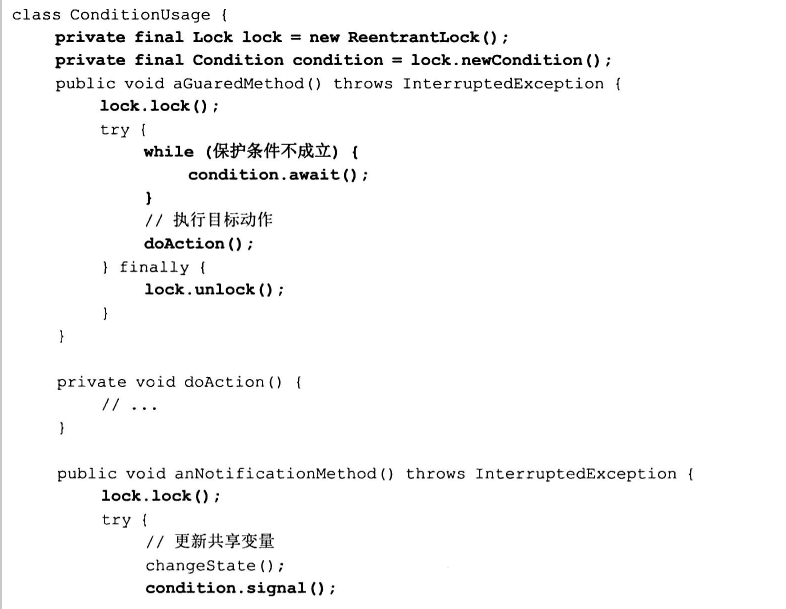 class ConditionUsage {
private final Lock lock = new ReentrantLock();
private final Condition condition = lock.newCondition();
public void aGuaredMethod() throws InterruptedException {
lock.lock();
try {
while (保护条件不成立) {
condition.await();
}
// 执行目标动作
doAction();
} finally {
lock.unlock();
}
}
private void doAction() {
// ...
}
public void anNotificationMethod() throws InterruptedException {
lock.lock();
try {
// 更新共享变量
changeState();
condition.signal();